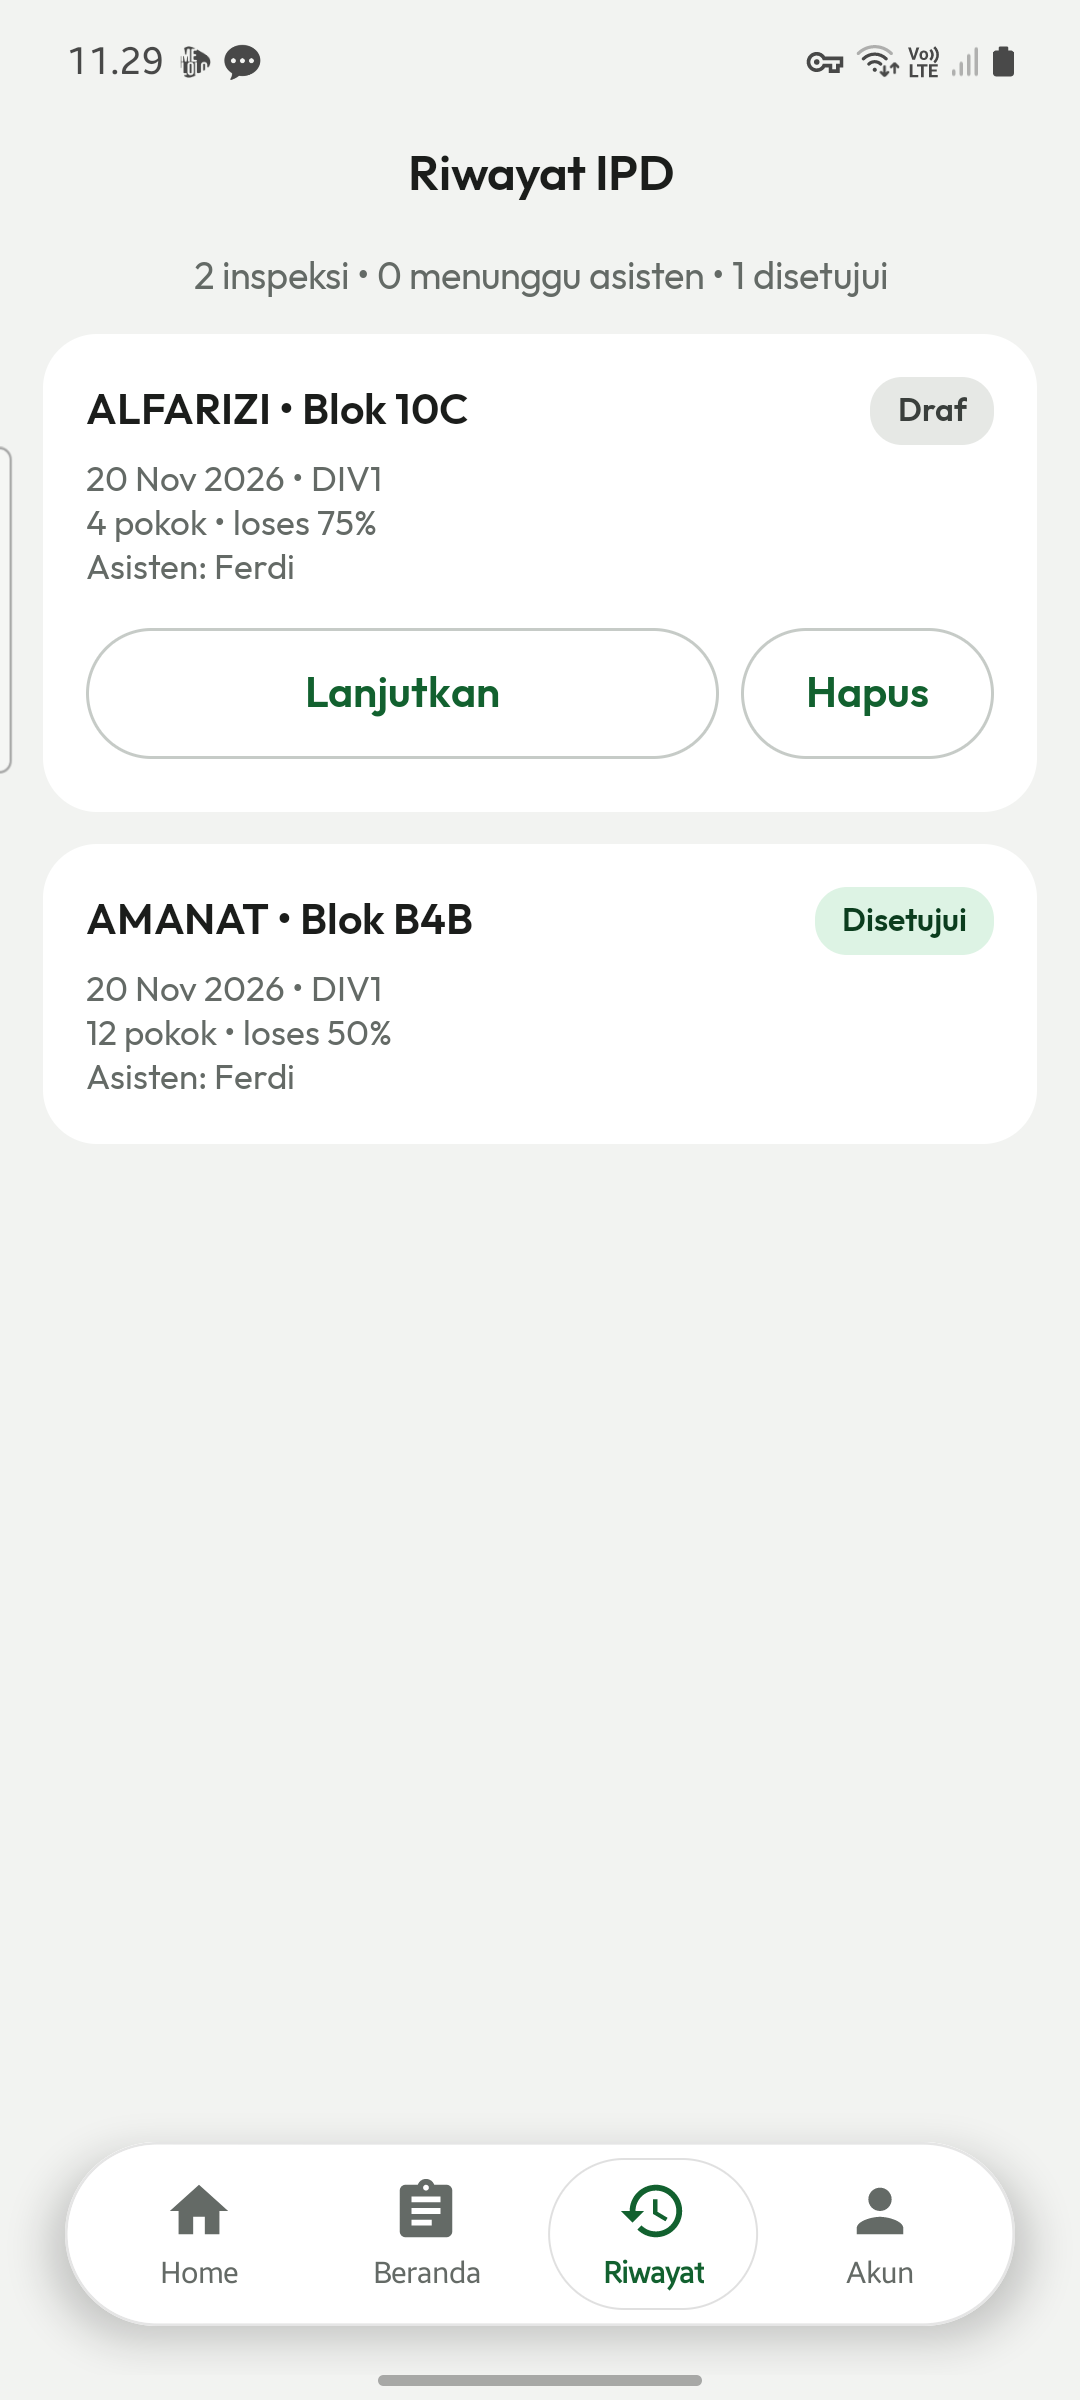 11.29
Vo)) LTE
Riwayat IPD
2 inspeksi • 0 menunggu asisten • 1 disetujui
ALFARIZI • Blok 10C
Draf
20 Nov 2026 • DIV1
4 pokok • loses 75%
Asisten: Ferdi
Lanjutkan
Hapus
AMANAT • Blok B4B
Disetujui
20 Nov 2026 • DIV1
12 pokok • loses 50%
Asisten: Ferdi
Home
Beranda
Riwayat
Akun